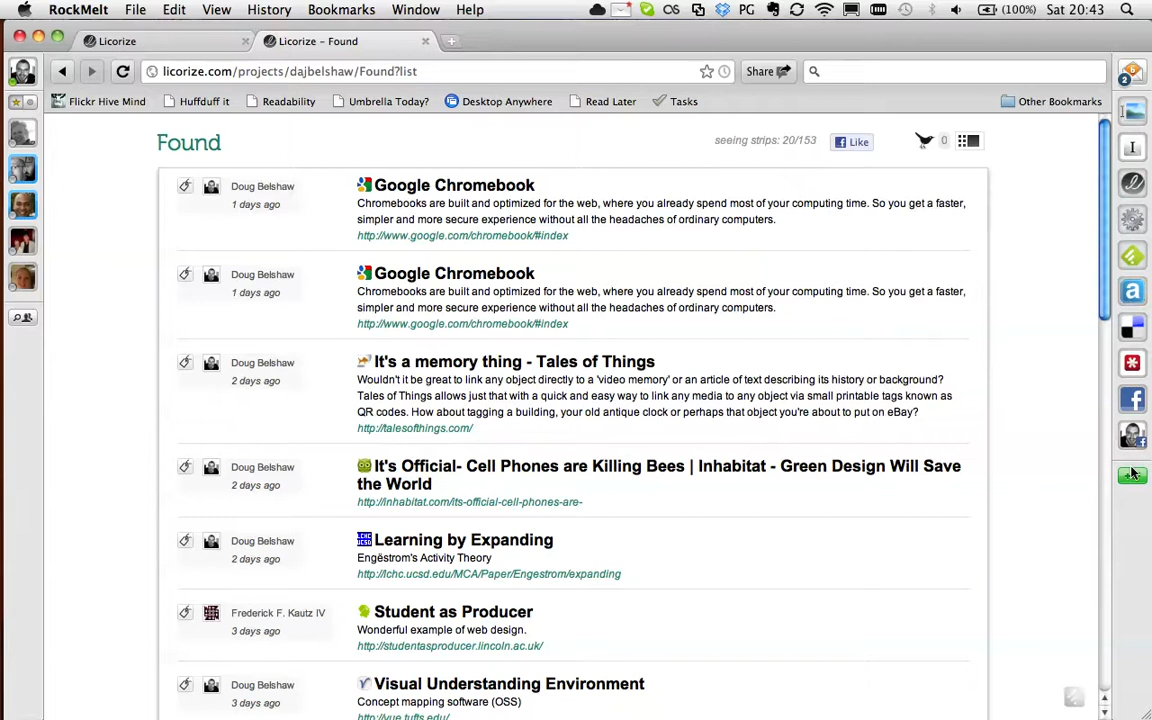 RockMelt File Edit View History Bookmarks Window Help OS PG (100%) Sat 20:43
Licorize Licorize – Found
licorize.com/projects/dajbelshaw/Found?list Share
Flickr Hive Mind Huffduff it Readability Umbrella Today? Desktop Anywhere Read Later Tasks Other Bookmarks
Found seeing strips: 20/153 Like 0
Doug Belshaw
1 days ago
Google Chromebook
Chromebooks are built and optimized for the web, where you already spend most of your computing time. So you get a faster,
simpler and more secure experience without all the headaches of ordinary computers.
http://www.google.com/chromebook/#index
Doug Belshaw
1 days ago
Google Chromebook
Chromebooks are built and optimized for the web, where you already spend most of your computing time. So you get a faster,
simpler and more secure experience without all the headaches of ordinary computers.
http://www.google.com/chromebook/#index
Doug Belshaw
2 days ago
It's a memory thing - Tales of Things
Wouldn't it be great to link any object directly to a 'video memory' or an article of text describing its history or background?
Tales of Things allows just that with a quick and easy way to link any media to any object via small printable tags known as
QR codes. How about tagging a building, your old antique clock or perhaps that object you're about to put on eBay?
http://talesofthings.com/
Doug Belshaw
2 days ago
It's Official- Cell Phones are Killing Bees | Inhabitat - Green Design Will Save
the World
http://inhabitat.com/its-official-cell-phones-are-
Doug Belshaw
2 days ago
Learning by Expanding
Engëstrom's Activity Theory
http://lchc.ucsd.edu/MCA/Paper/Engestrom/expanding
Frederick F. Kautz IV
3 days ago
Student as Producer
Wonderful example of web design.
http://studentasproducer.lincoln.ac.uk/
Doug Belshaw
3 days ago
Visual Understanding Environment
Concept mapping software (OSS)
http://vue.tufts.edu/